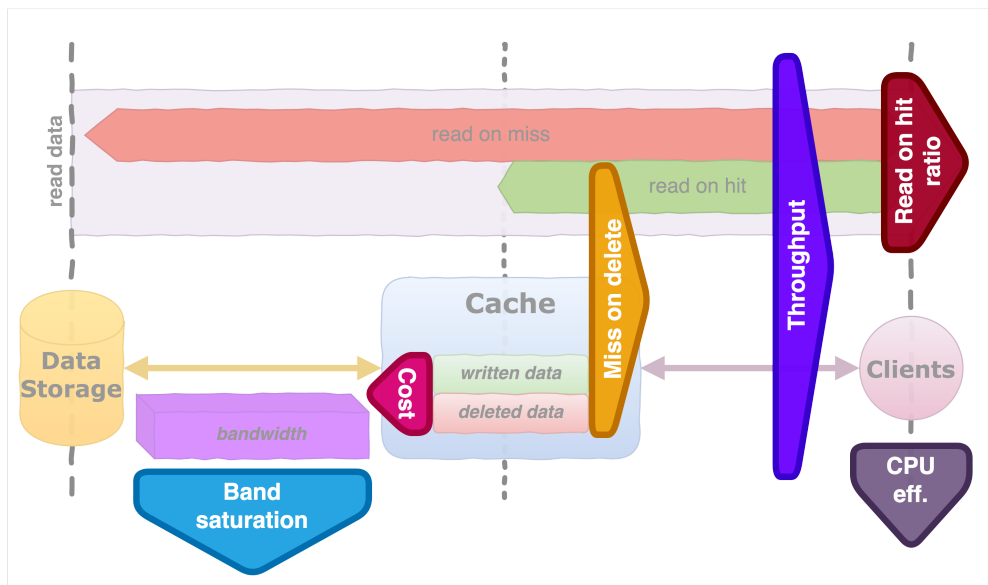 read data
read on miss
read on hit
Read on hit
ratio
Throughput
Miss on delete
Cache
Data
Storage
Cost
written data
deleted data
Clients
bandwidth
Band
saturation
CPU
eff.